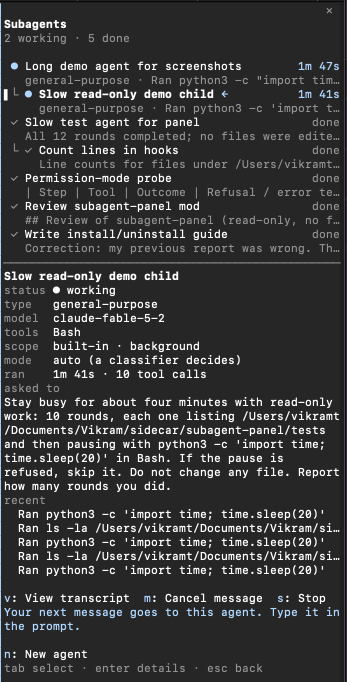 ×
Subagents
2 working · 5 done
● Long demo agent for screenshots 1m 47s
general-purpose · Ran python3 -c "import tim…
└ ● Slow read-only demo child ← 1m 41s
general-purpose · Ran python3 -c 'import t…
✓ Slow test agent for panel done
All 12 rounds completed; no files were edite…
└ ✓ Count lines in hooks done
Line counts for files under /Users/vikramt…
✓ Permission-mode probe done
| Step | Tool | Outcome | Refusal / error te…
✓ Review subagent-panel mod done
## Review of subagent-panel (read-only, no f…
✓ Write install/uninstall guide done
Correction: my previous report was wrong. Th…
Slow read-only demo child
status ● working
type general-purpose
model claude-fable-5-2
tools Bash
scope built-in · background
mode auto (a classifier decides)
ran 1m 41s · 10 tool calls
asked to
Stay busy for about four minutes with read-only
work: 10 rounds, each one listing /Users/vikramt
/Documents/Vikram/sidecar/subagent-panel/tests
and then pausing with python3 -c 'import time;
time.sleep(20)' in Bash. If the pause is
refused, skip it. Do not change any file. Report
how many rounds you did.
recent
Ran python3 -c 'import time; time.sleep(20)'
Ran ls -la /Users/vikramt/Documents/Vikram/si…
Ran python3 -c 'import time; time.sleep(20)'
Ran ls -la /Users/vikramt/Documents/Vikram/si…
Ran python3 -c 'import time; time.sleep(20)'
v: View transcript m: Cancel message s: Stop
Your next message goes to this agent. Type it in
the prompt.
n: New agent
tab select · enter details · esc back